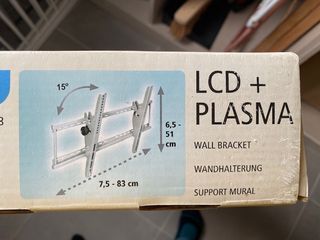 LCD +
PLASMA
WALL BRACKET
WANDHALTERUNG
SUPPORT MURAL
15°
6,5 -
51
cm
7,5 - 83 cm